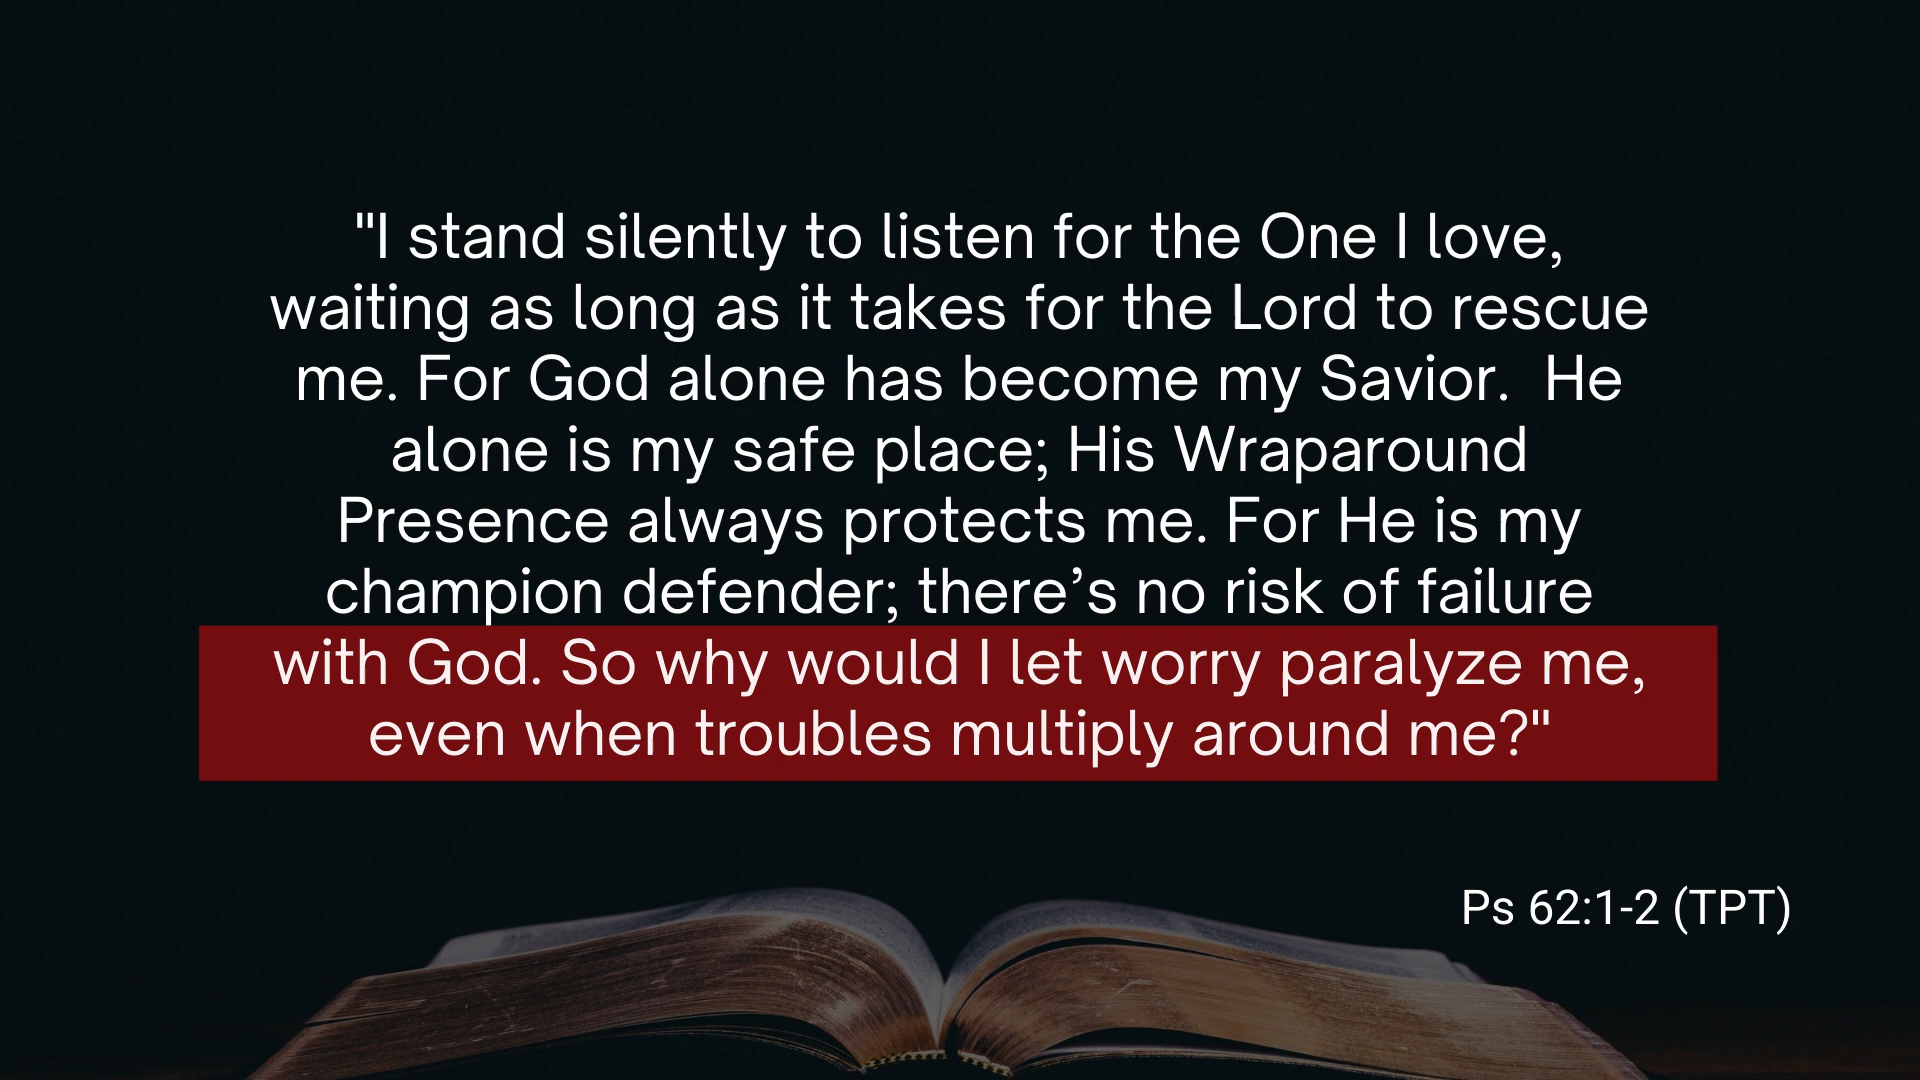 "I stand silently to listen for the One I love,
waiting as long as it takes for the Lord to rescue
me. For God alone has become my Savior.  He
alone is my safe place; His Wraparound
Presence always protects me. For He is my
champion defender; there’s no risk of failure
with God. So why would I let worry paralyze me,
even when troubles multiply around me?"
Ps 62:1-2 (TPT)